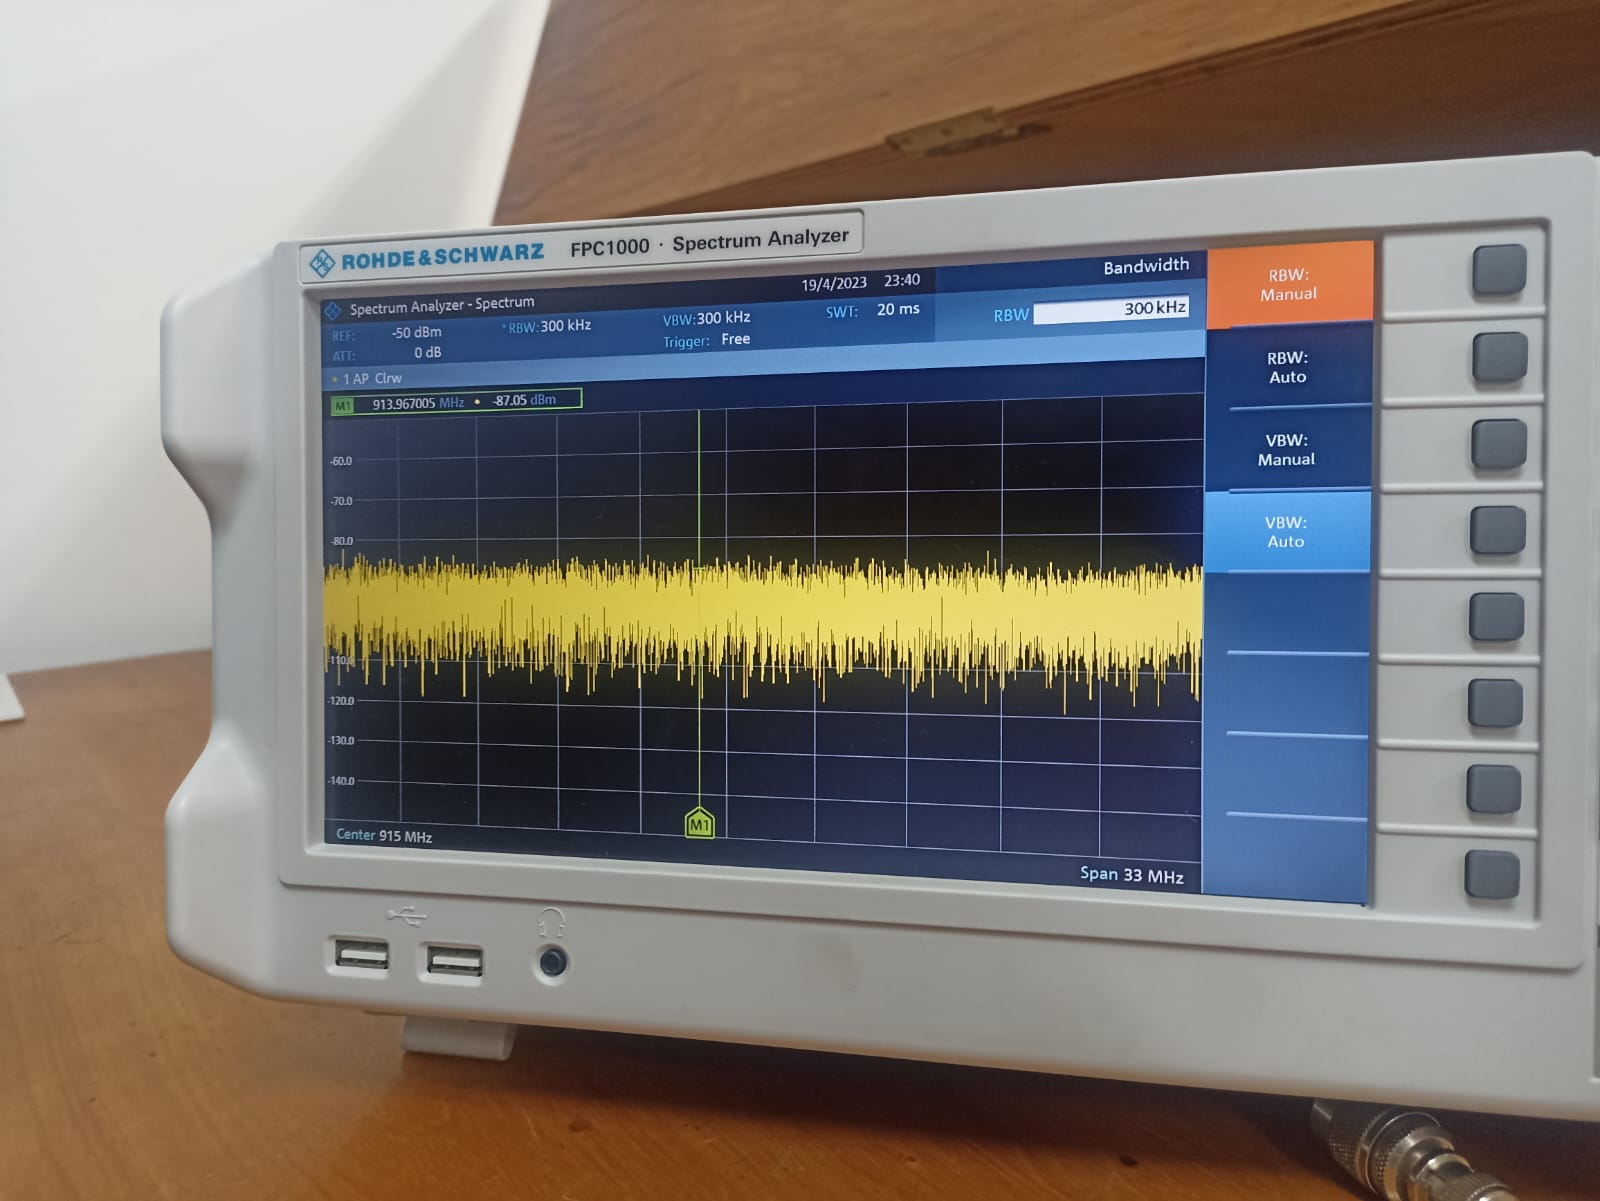 ROHDE & SCHWARZ FPC1000 · Spectrum Analyzer
19/4/2023 23:40 Bandwidth
Spectrum Analyzer - Spectrum
REF: -50 dBm *RBW: 300 kHz VBW: 300 kHz SWT: 20 ms RBW 300 kHz
ATT: 0 dB Trigger: Free
1 AP Clrw
M1 913.967005 MHz • -87.05 dBm
-60.0
-70.0
-80.0
-110.0
-120.0
-130.0
-140.0
M1
Center 915 MHz
Span 33 MHz
RBW:
Manual
RBW:
Auto
VBW:
Manual
VBW:
Auto